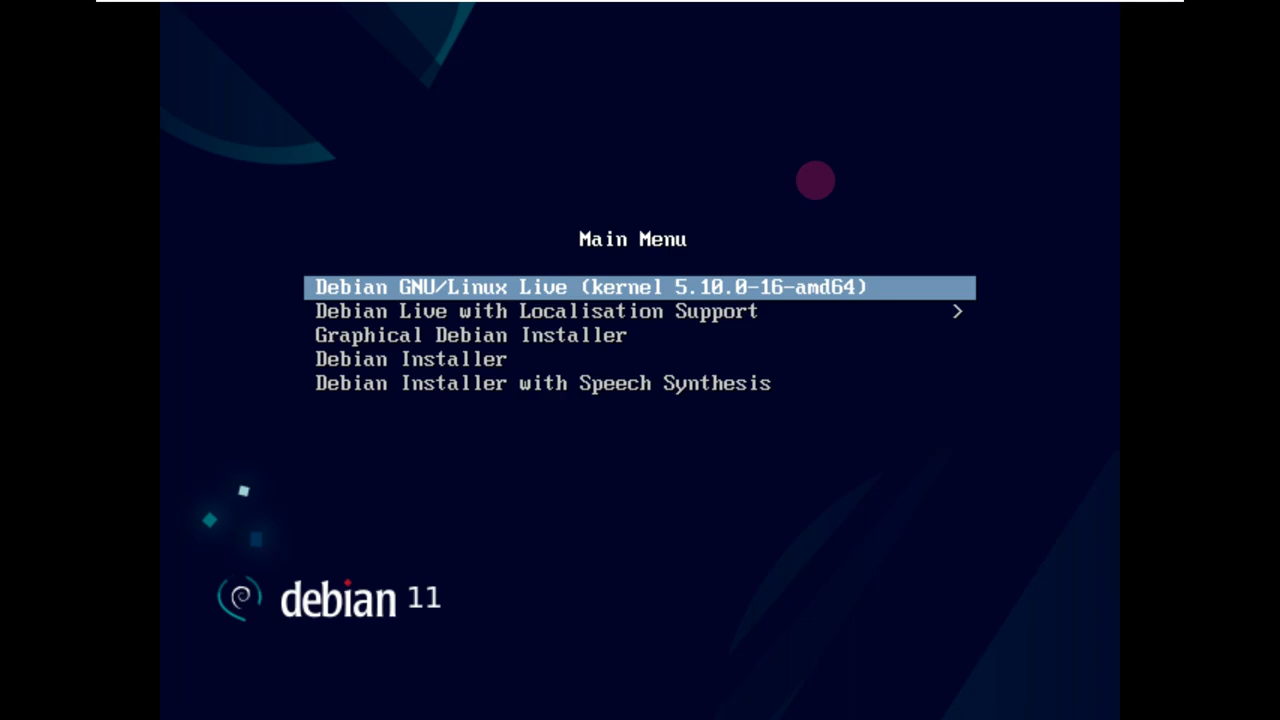 Main Menu
Debian GNU/Linux Live (kernel 5.10.0-16-amd64)
Debian Live with Localisation Support >
Graphical Debian Installer
Debian Installer
Debian Installer with Speech Synthesis
debian 11